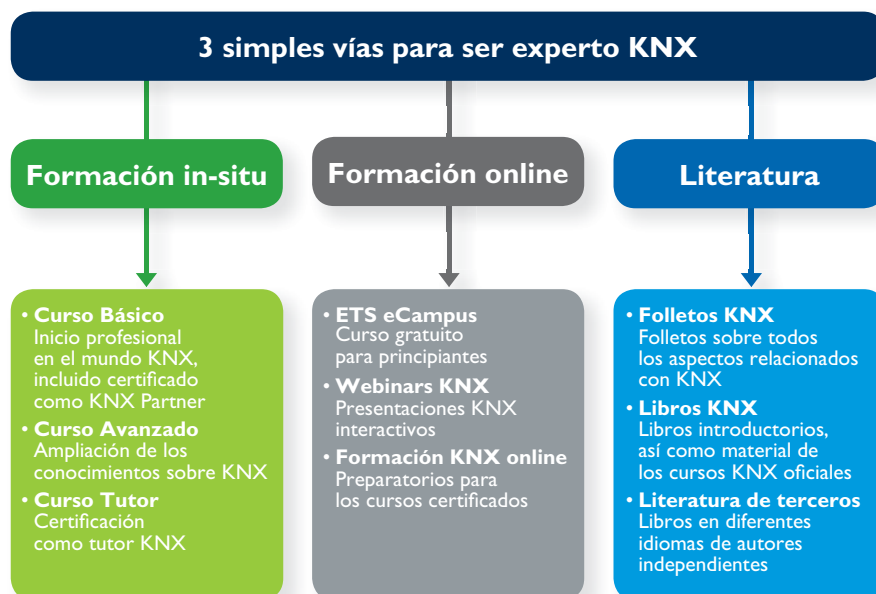 3 simples vías para ser experto KNX
Formación in-situ
Formación online
Literatura
• Curso Básico
Inicio profesional
en el mundo KNX,
incluido certificado
como KNX Partner
• Curso Avanzado
Ampliación de los
conocimientos sobre KNX
• Curso Tutor
Certificación
como tutor KNX
• ETS eCampus
Curso gratuito
para principiantes
• Webinars KNX
Presentaciones KNX
interactivos
• Formación KNX online
Preparatorios para
los cursos certificados
• Folletos KNX
Folletos sobre todos
los aspectos relacionados
con KNX
• Libros KNX
Libros introductorios,
así como material de
los cursos KNX oficiales
• Literatura de terceros
Libros en diferentes
idiomas de autores
independientes